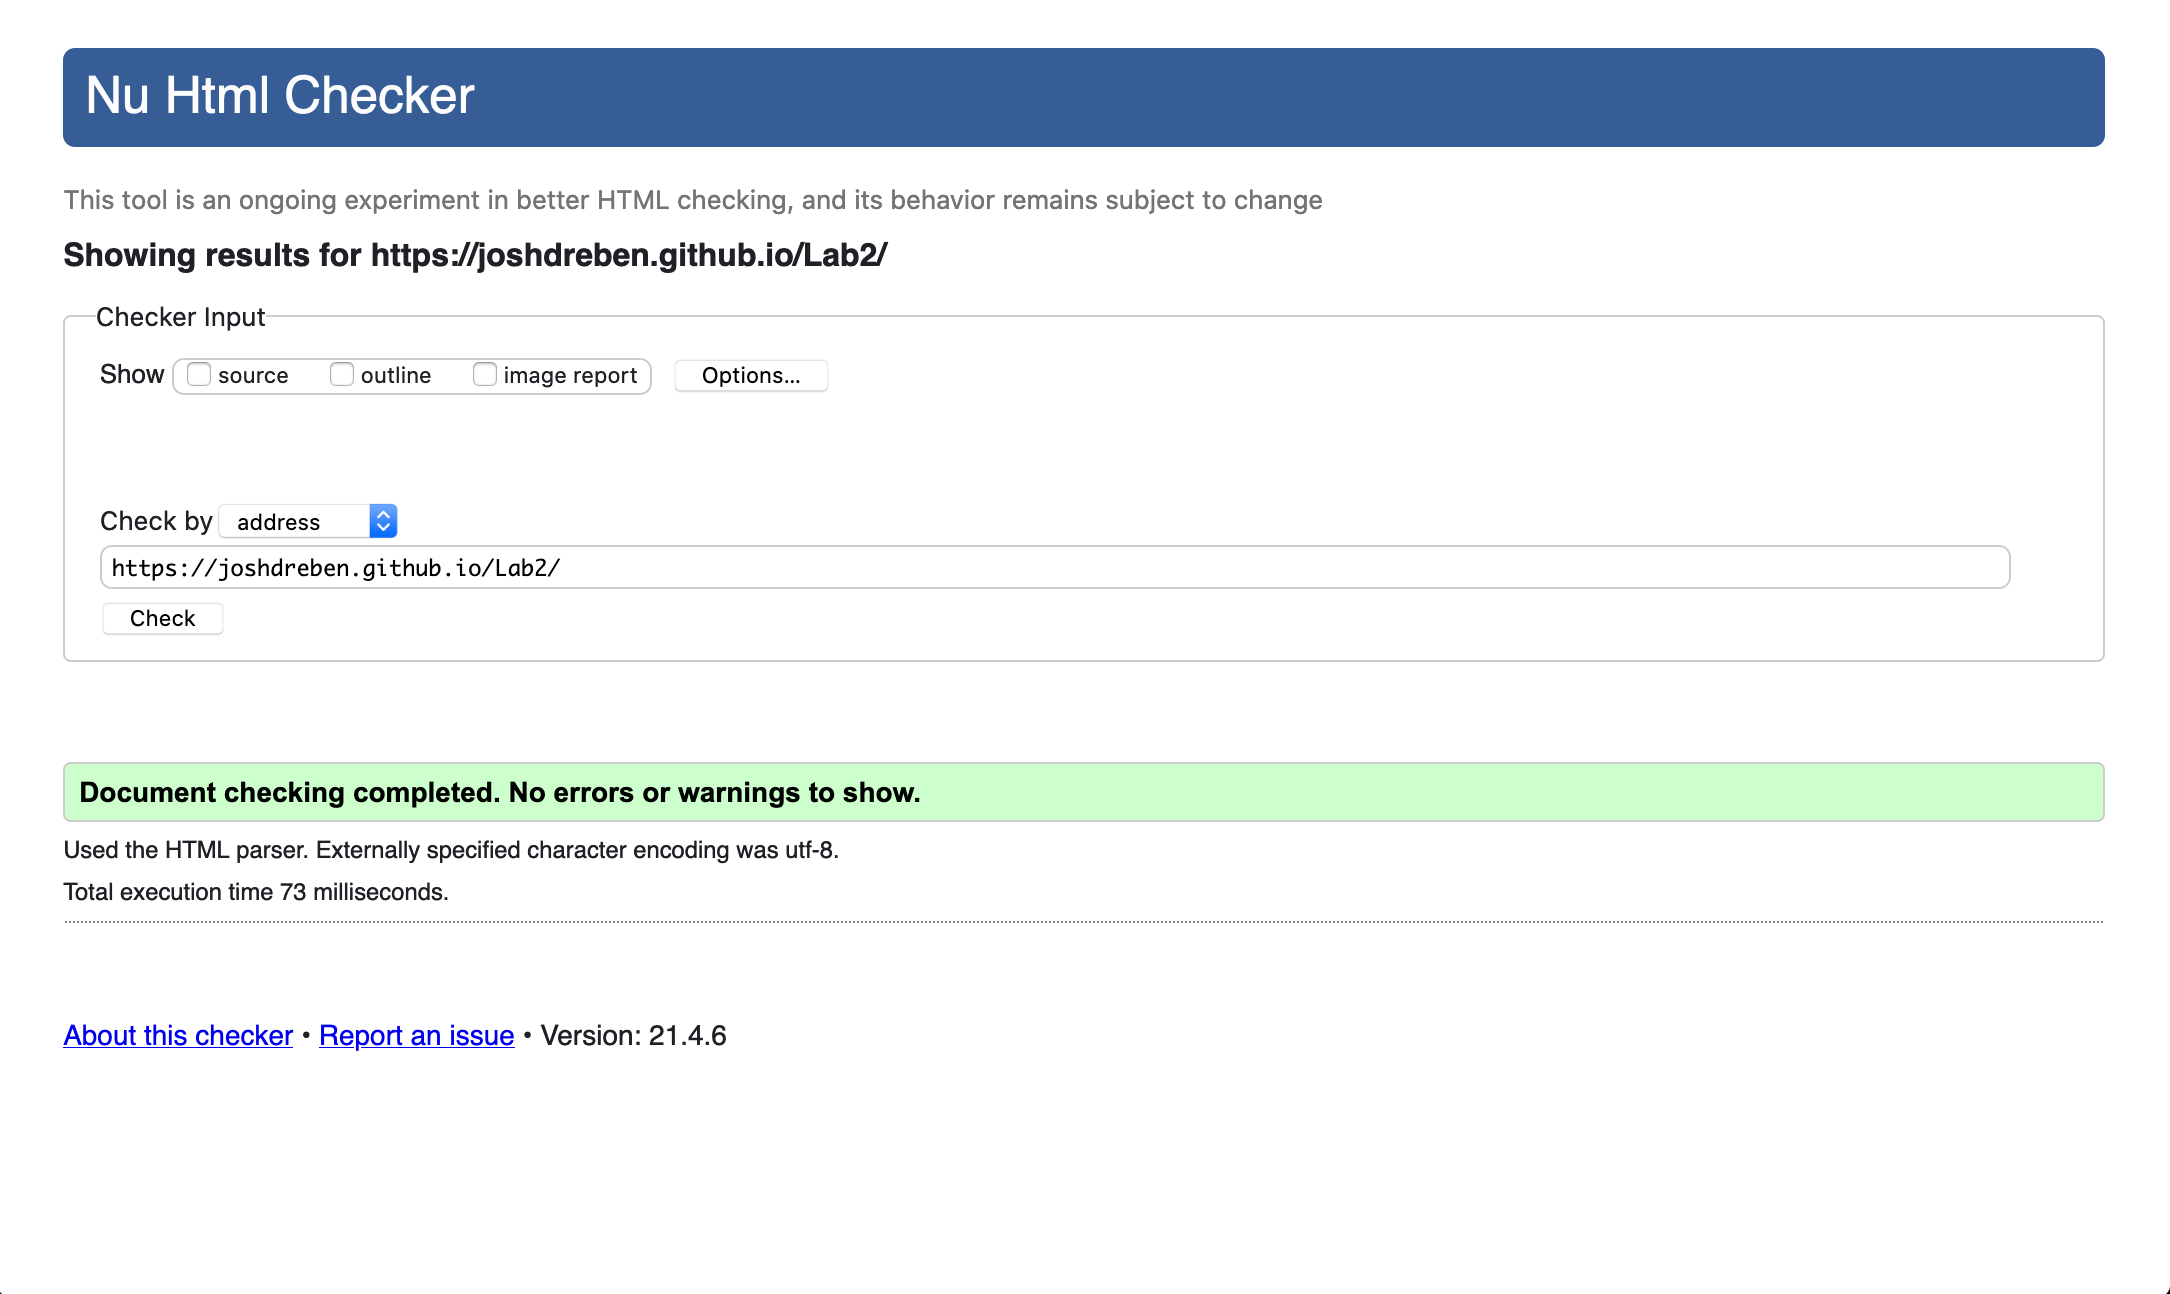 Nu Html Checker
This tool is an ongoing experiment in better HTML checking, and its behavior remains subject to change
Showing results for https://joshdreben.github.io/Lab2/
Checker Input
Show source outline image report Options...
Check by address
https://joshdreben.github.io/Lab2/
Check
Document checking completed. No errors or warnings to show.
Used the HTML parser. Externally specified character encoding was utf-8.
Total execution time 73 milliseconds.
About this checker • Report an issue • Version: 21.4.6